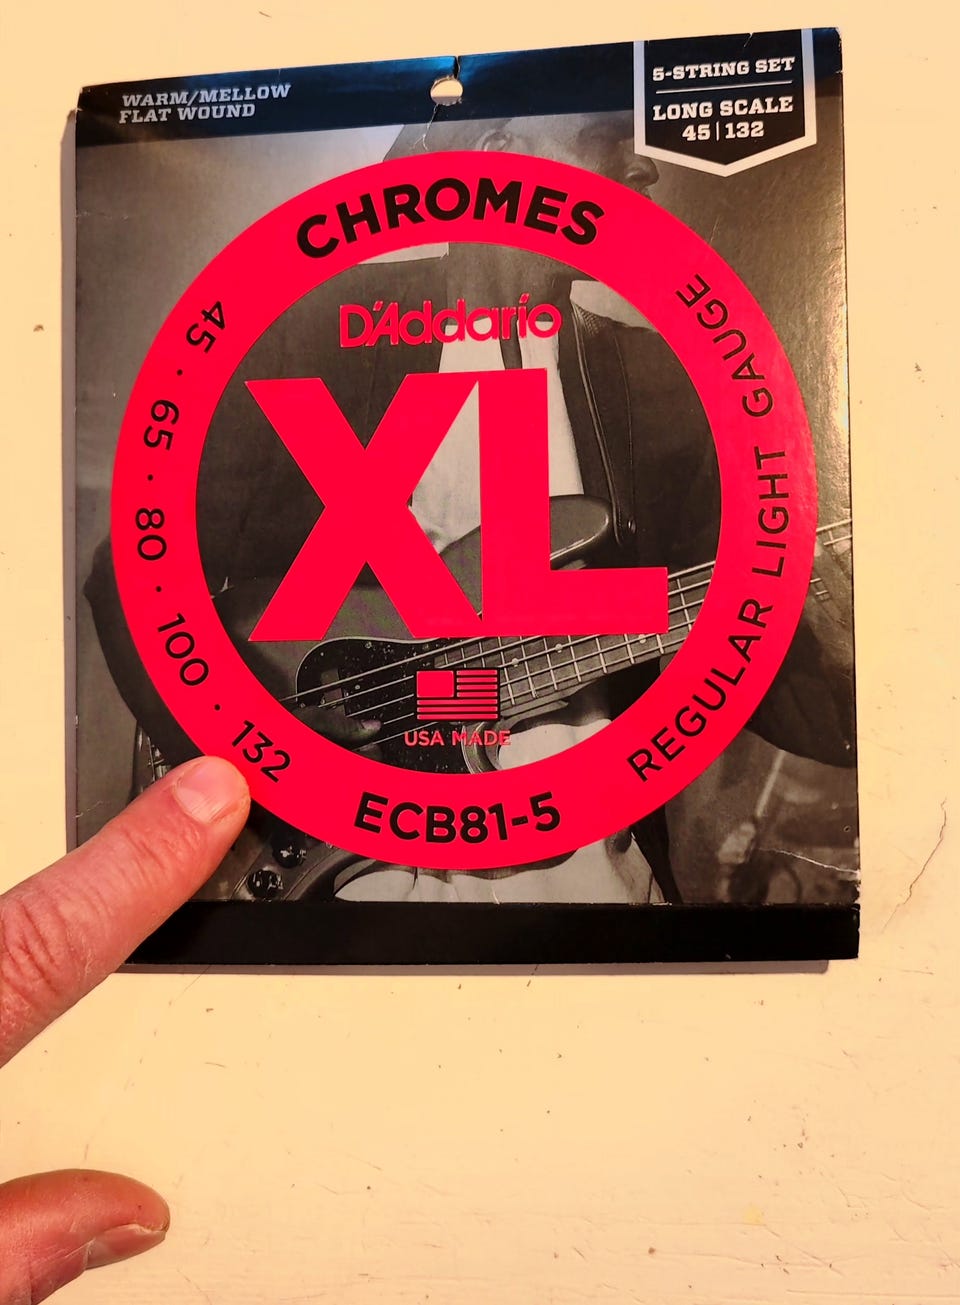 WARM/MELLOW
FLAT WOUND
5-STRING SET
LONG SCALE
45 | 132
CHROMES
45 · 65 · 80 · 100 · 132
REGULAR LIGHT GAUGE
D'Addario
XL
USA MADE
ECB81-5